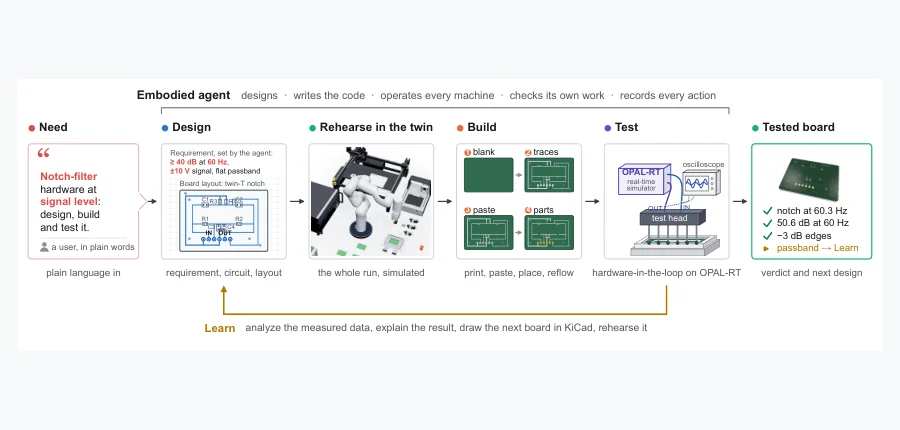 Embodied agent designs · writes the code · operates every machine · checks its own work · records every action
Need
Design
Rehearse in the twin
Build
Test
Tested board
“
Notch-filter
hardware at
signal level:
design, build
and test it.
a user, in plain words
plain language in
Requirement, set by the agent:
≥ 40 dB at 60 Hz,
±10 V signal, flat passband
Board layout: twin-T notch
R1
R2
IN OUT
requirement, circuit, layout
the whole run, simulated
1 blank
2 traces
3 paste
4 parts
print, paste, place, reflow
OPAL-RT
real-time
simulator
oscilloscope
OUT
IN
test head
hardware-in-the-loop on OPAL-RT
notch at 60.3 Hz
50.6 dB at 60 Hz
−3 dB edges
passband → Learn
verdict and next design
Learn analyze the measured data, explain the result, draw the next board in KiCad, rehearse it